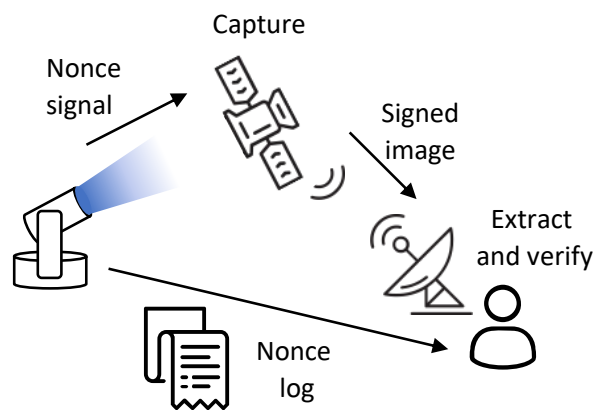 Capture
Nonce
signal
Signed
image
Extract
and verify
Nonce
log